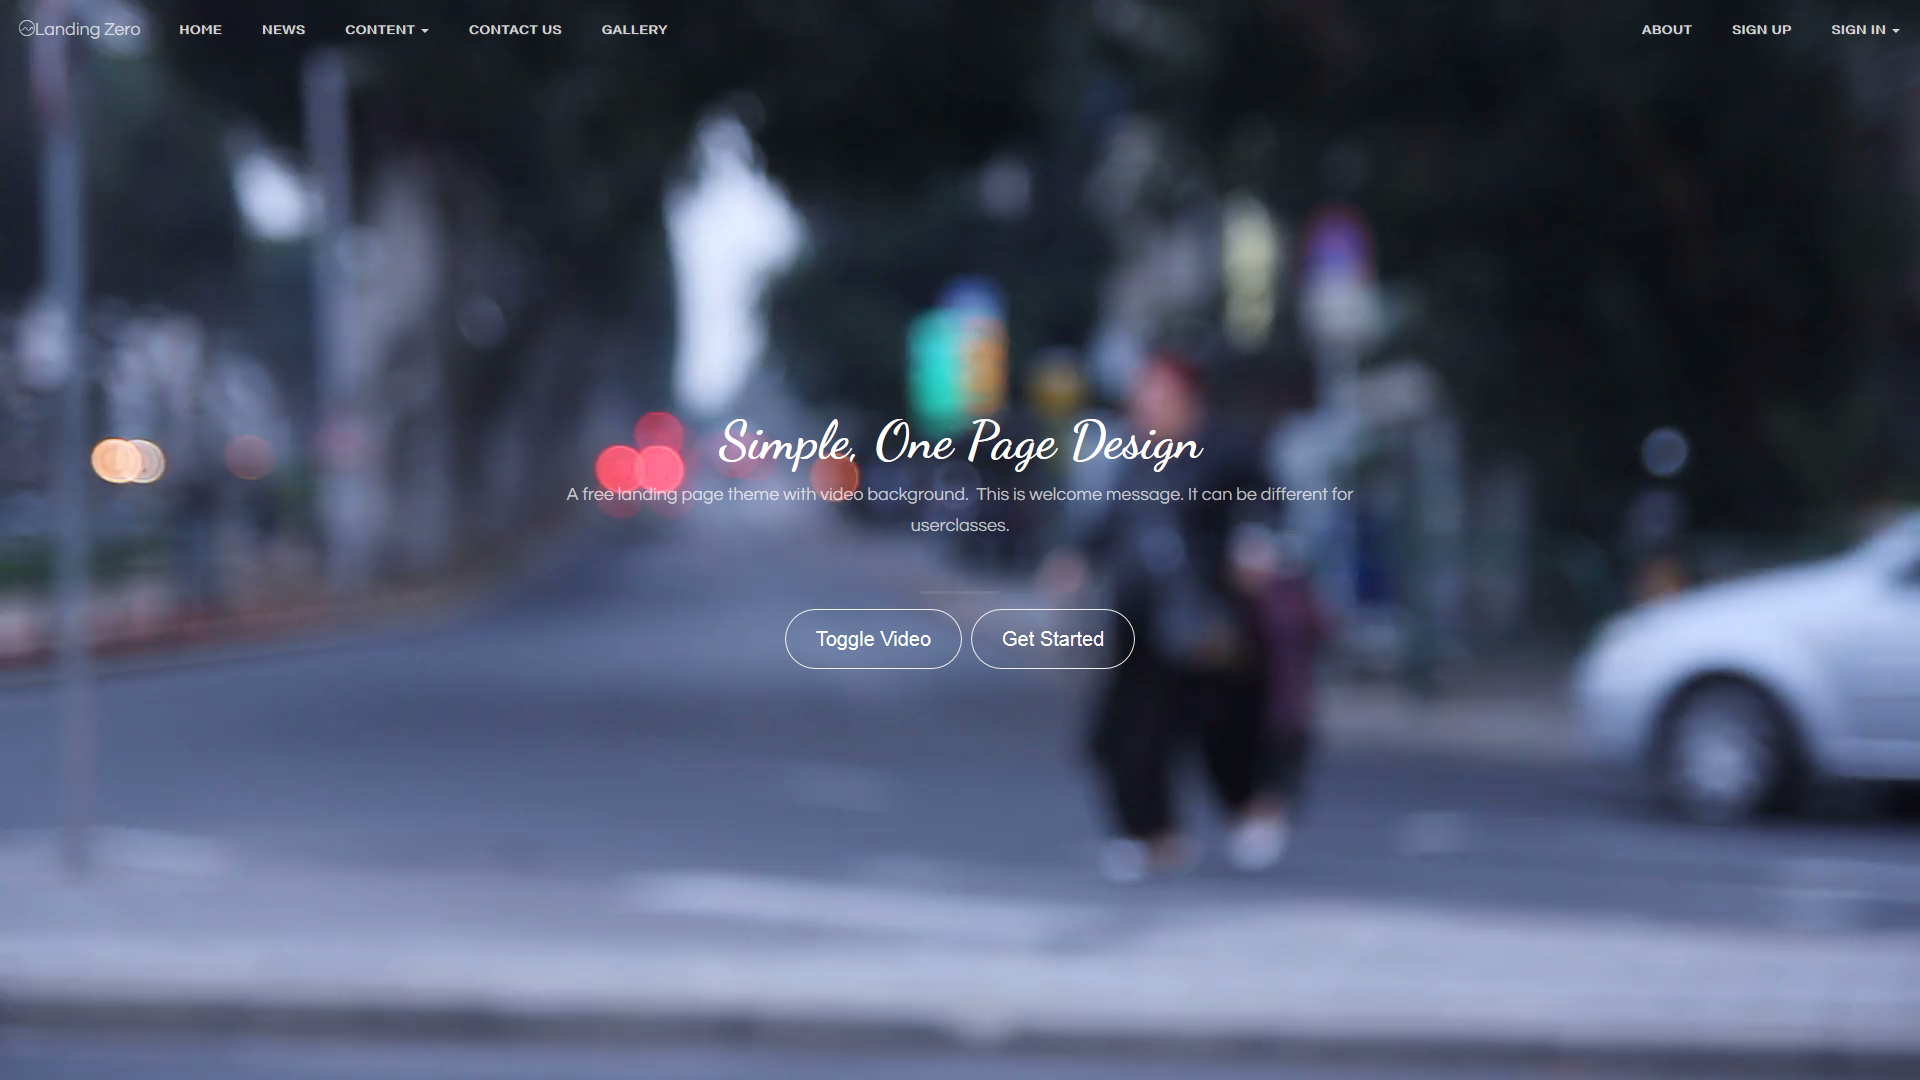 Landing Zero HOME NEWS CONTENT CONTACT US GALLERY ABOUT SIGN UP SIGN IN
Simple, One Page Design
A free landing page theme with video background.  This is welcome message. It can be different for
userclasses.
Toggle Video Get Started